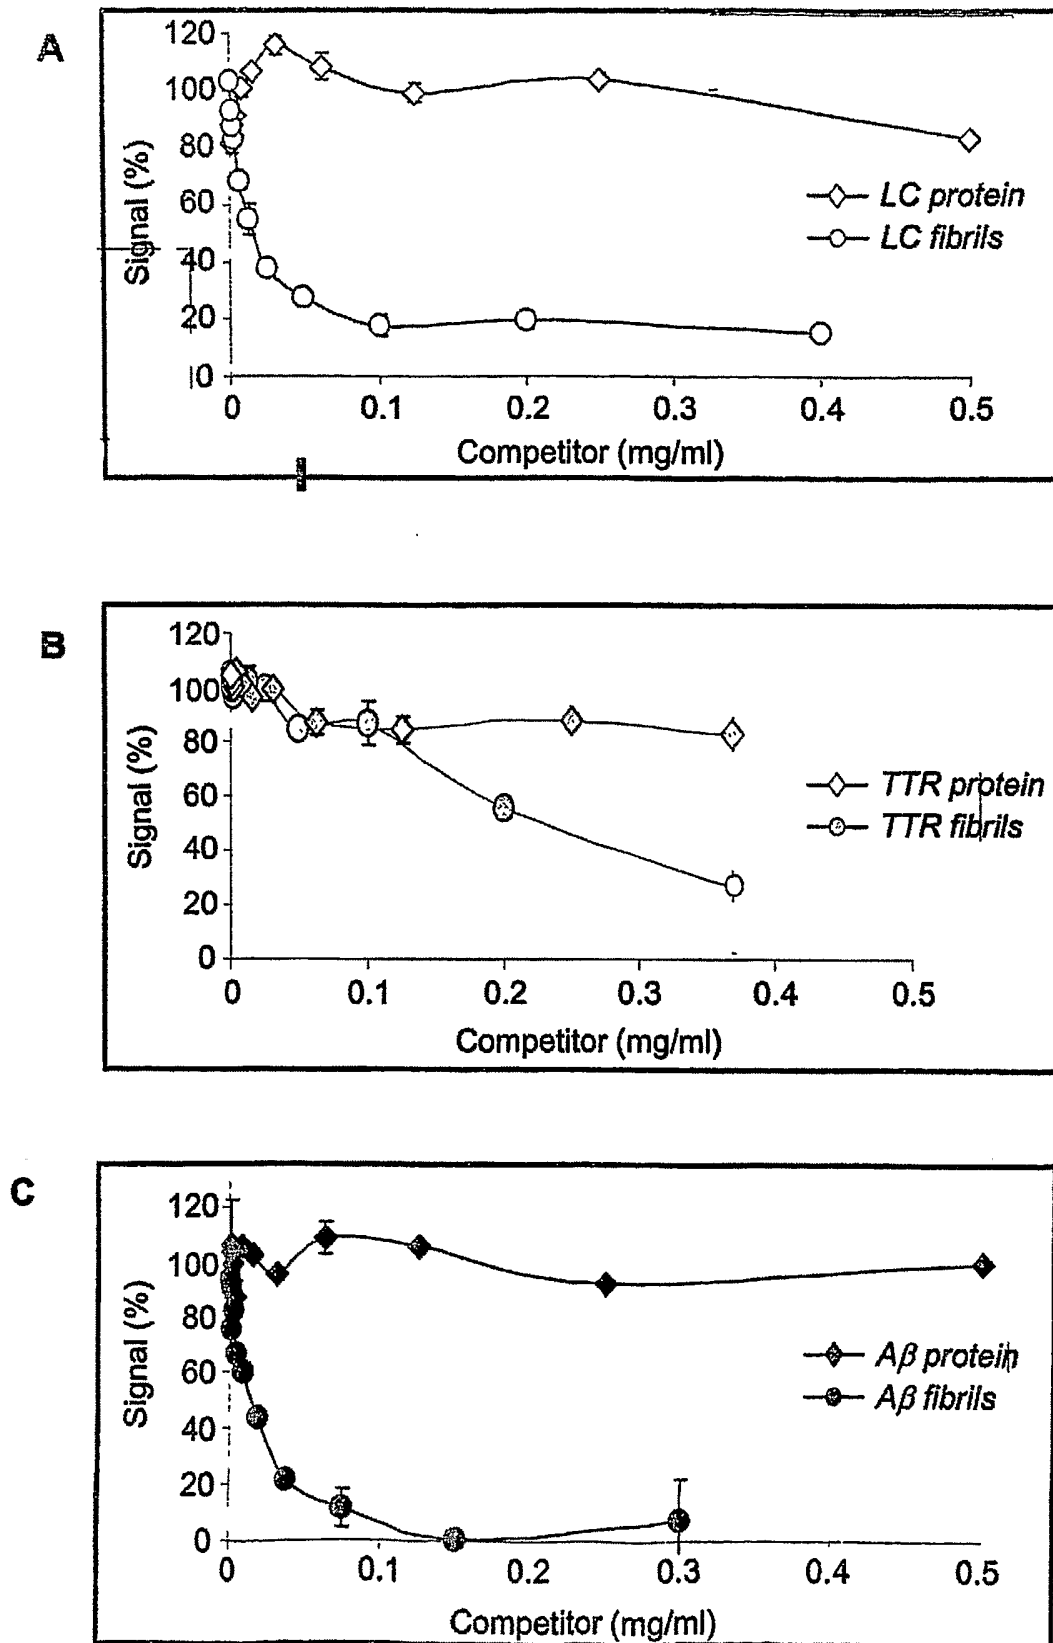 A
120
100
80
60
40
20
0
Signal (%)
LC protein
LC fibrils
0 0.1 0.2 0.3 0.4 0.5
Competitor (mg/ml)
B
120
100
80
60
40
20
0
Signal (%)
TTR protein
TTR fibrils
0 0.1 0.2 0.3 0.4 0.5
Competitor (mg/ml)
C
120
100
80
60
40
20
0
Signal (%)
Aβ protein
Aβ fibrils
0 0.1 0.2 0.3 0.4 0.5
Competitor (mg/ml)